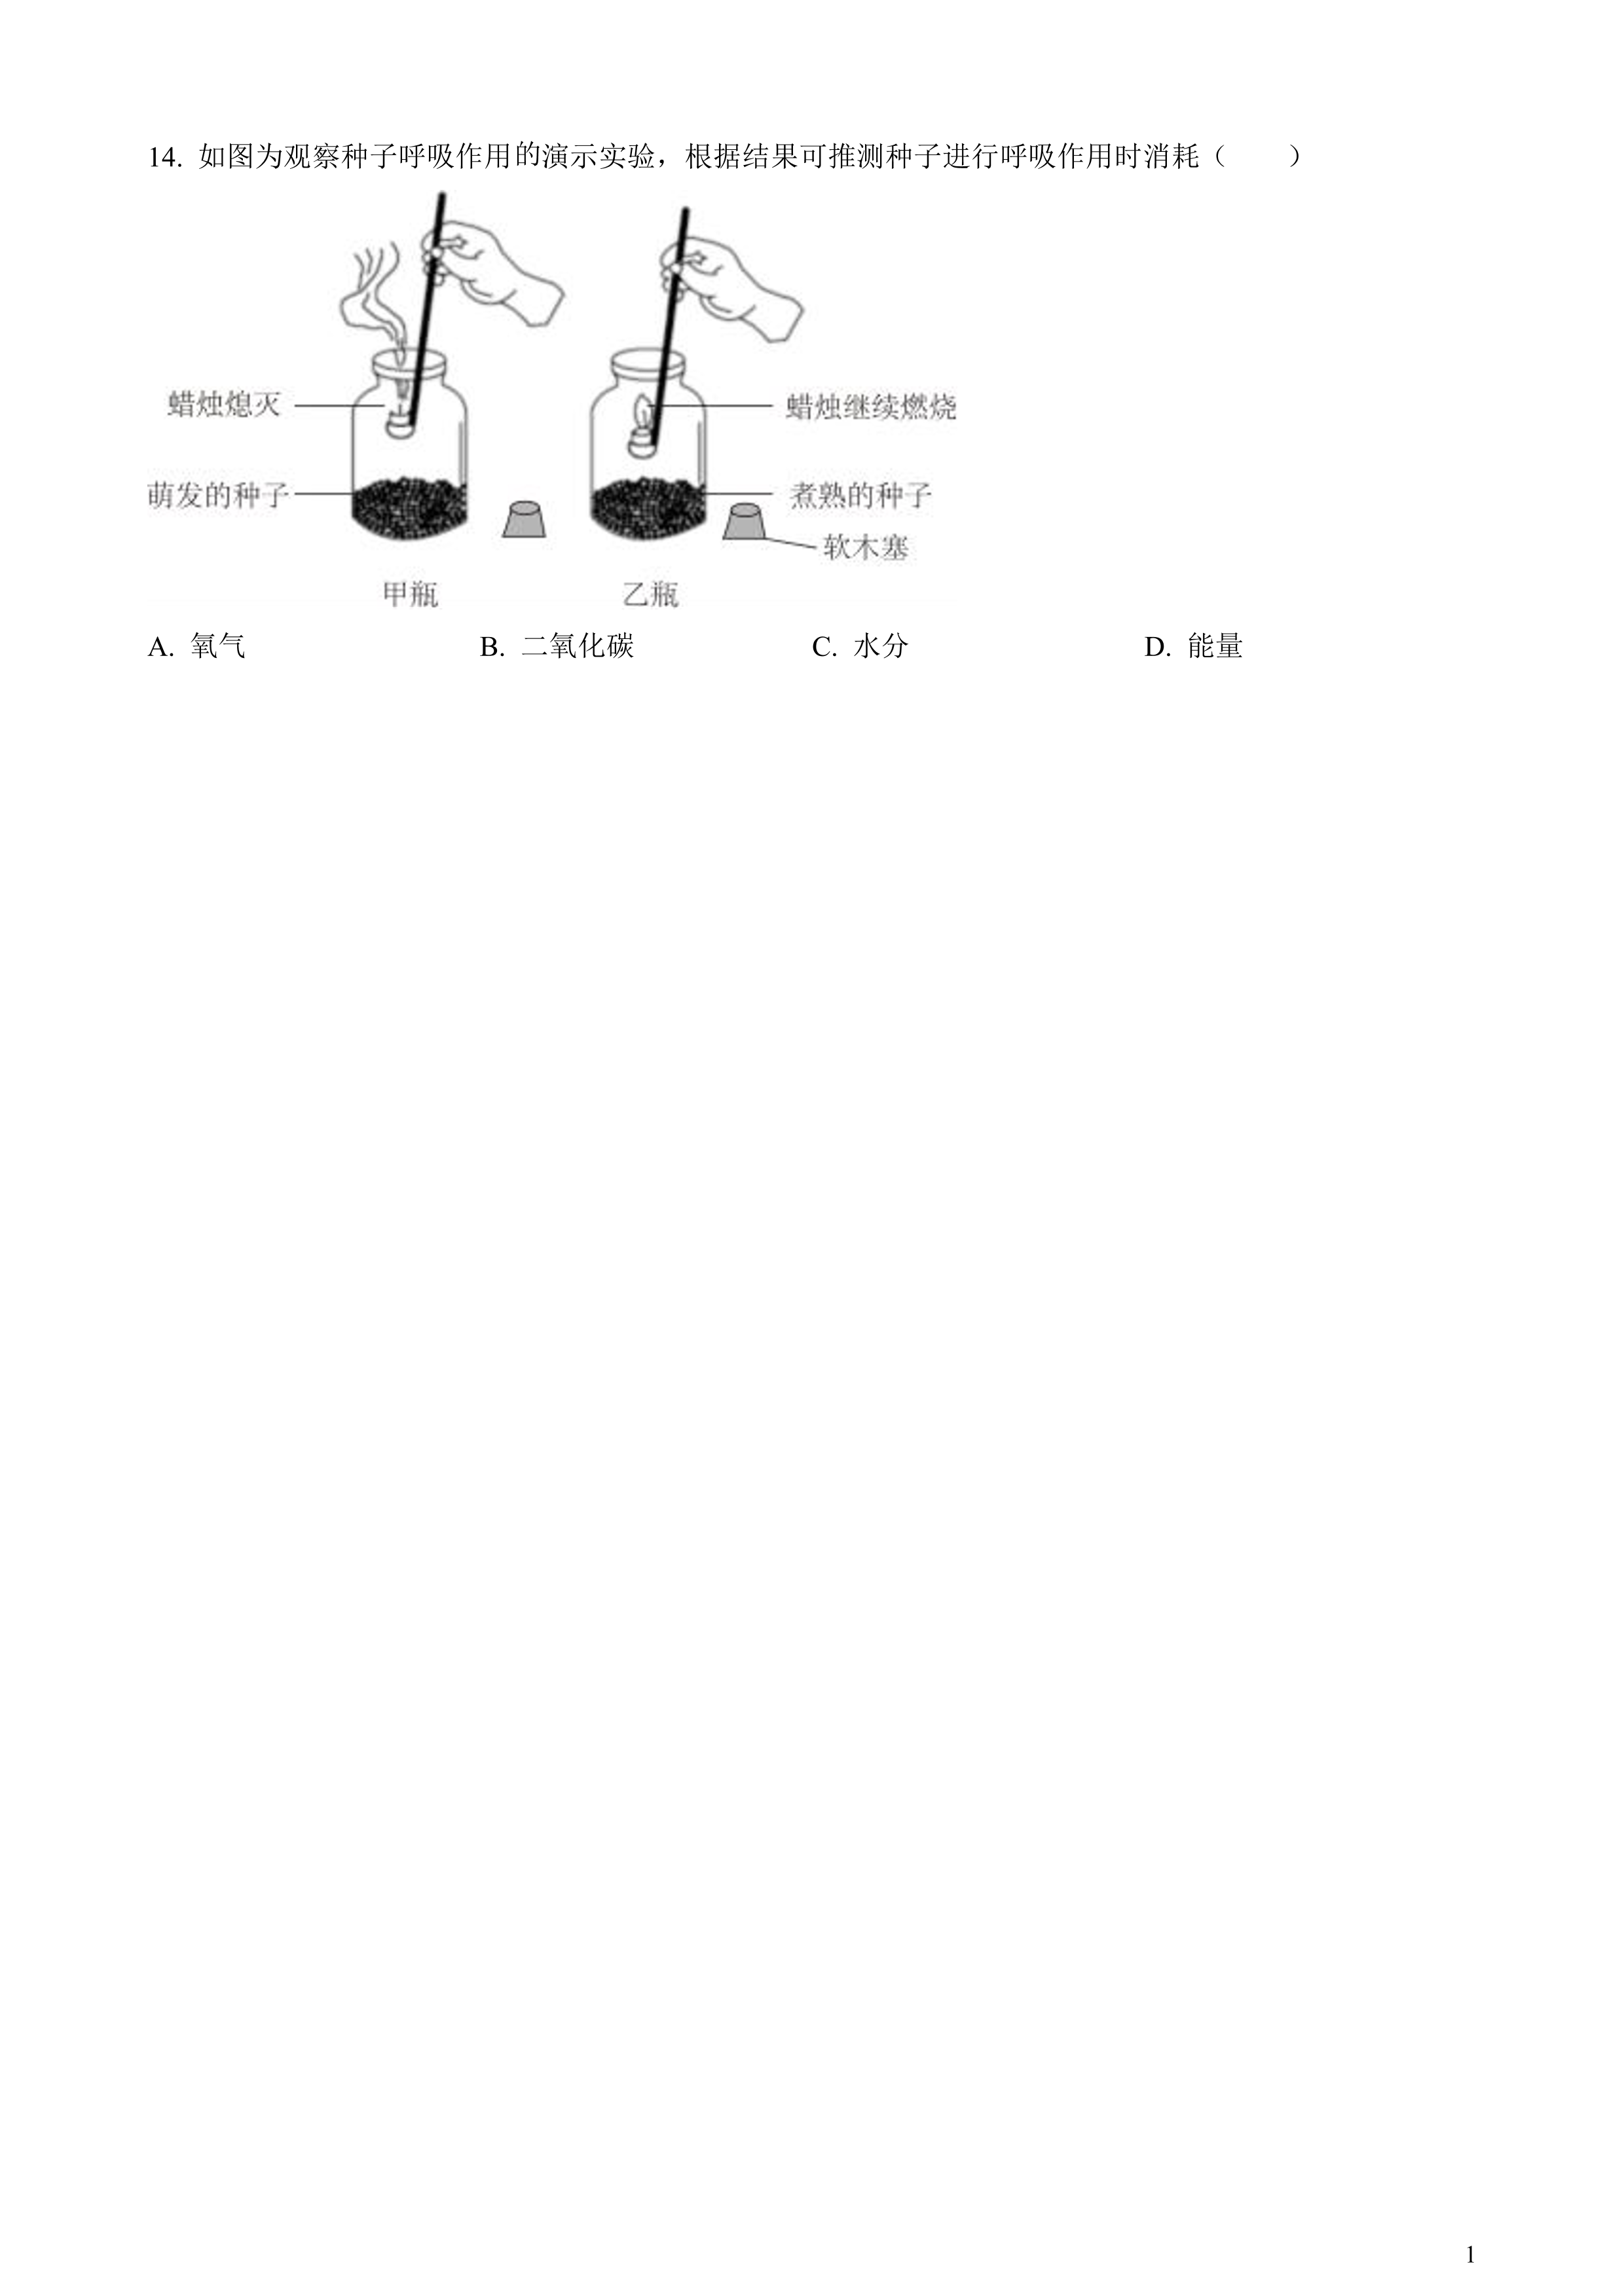 14. 如图为观察种子呼吸作用的演示实验，根据结果可推测种子进行呼吸作用时消耗（　　）
蜡烛熄灭
蜡烛继续燃烧
萌发的种子
煮熟的种子
软木塞
甲瓶
乙瓶
A. 氧气 B. 二氧化碳 C. 水分 D. 能量
1